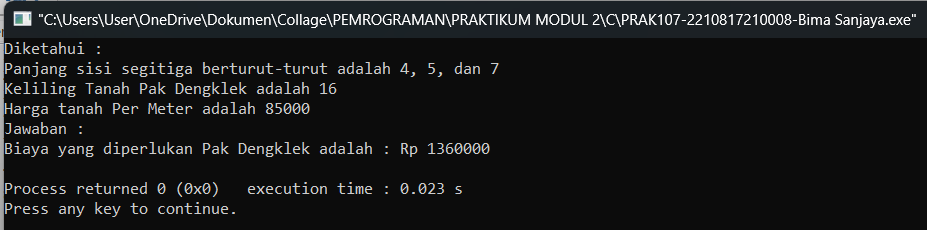 "C:\Users\User\OneDrive\Dokumen\Collage\PEMROGRAMAN\PRAKTIKUM MODUL 2\C\PRAK107-2210817210008-Bima Sanjaya.exe"
Diketahui :
Panjang sisi segitiga berturut-turut adalah 4, 5, dan 7
Keliling Tanah Pak Dengklek adalah 16
Harga tanah Per Meter adalah 85000
Jawaban :
Biaya yang diperlukan Pak Dengklek adalah : Rp 1360000
Process returned 0 (0x0)   execution time : 0.023 s
Press any key to continue.